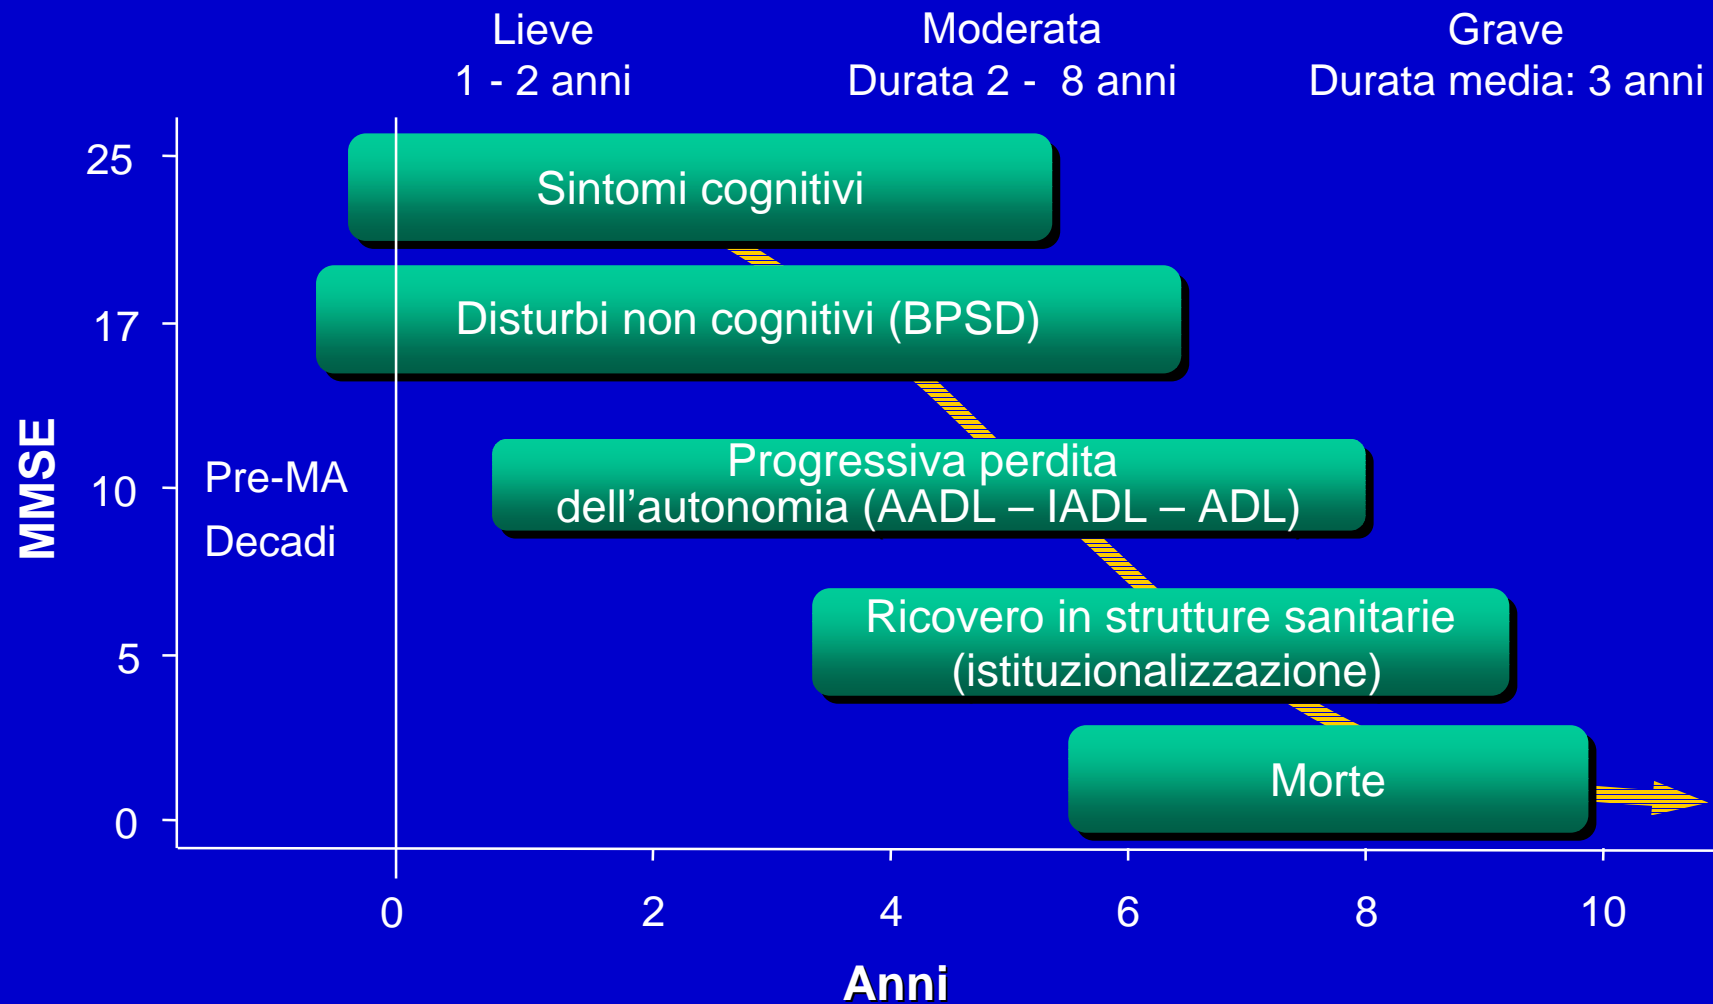 Lieve
1 - 2 anni
Moderata
Durata 2 - 8 anni
Grave
Durata media: 3 anni
25
17
10
5
0
MMSE
Pre-MA
Decadi
Sintomi cognitivi
Disturbi non cognitivi (BPSD)
Progressiva perdita
dell’autonomia (AADL – IADL – ADL)
Ricovero in strutture sanitarie
(istituzionalizzazione)
Morte
0
2
4
6
8
10
Anni